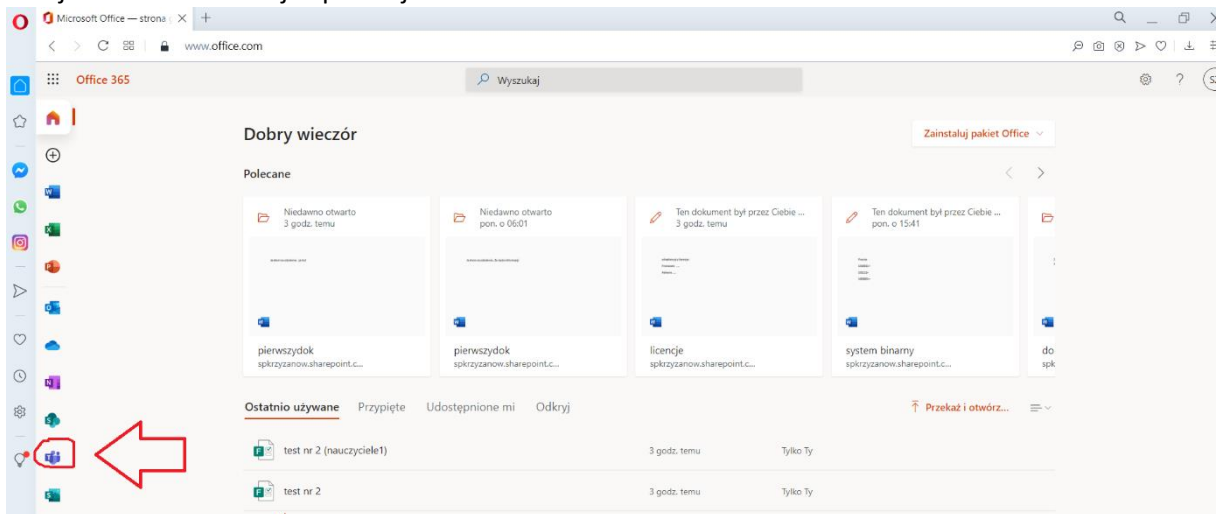 Microsoft Office — strona
www.office.com
Office 365
Wyszukaj
Dobry wieczór
Zainstaluj pakiet Office
Polecane
Niedawno otwarto
3 godz. temu
Niedawno otwarto
pon. o 06:01
Ten dokument był przez Ciebie ...
3 godz. temu
Ten dokument był przez Ciebie ...
pon. o 15:41
pierwszydok
spkrzyzanow.sharepoint.c...
pierwszydok
spkrzyzanow.sharepoint.c...
licencje
spkrzyzanow.sharepoint.c...
system binarny
spkrzyzanow.sharepoint.c...
do
spk
Ostatnio używane Przypięte Udostępnione mi Odkryj
Przekaż i otwórz...
test nr 2 (nauczyciele1) 3 godz. temu Tylko Ty
test nr 2 3 godz. temu Tylko Ty